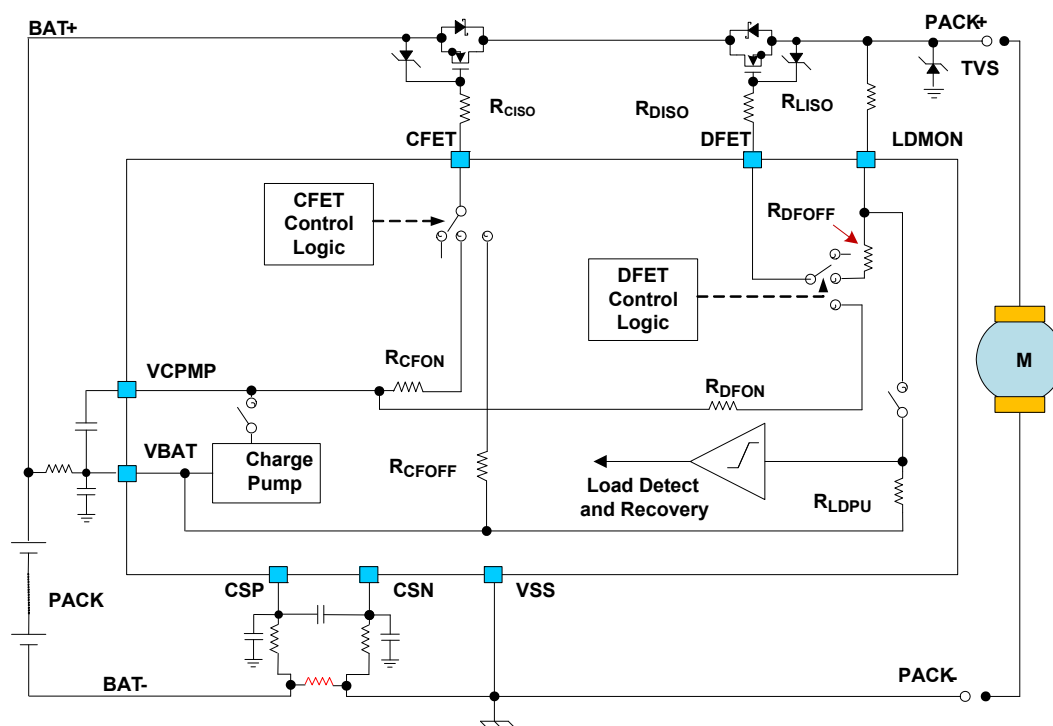 BAT+
PACK+
TVS
RCISO
RDISO
RLISO
CFET
DFET
LDMON
CFET
Control
Logic
RDFOFF
DFET
Control
Logic
M
RCFON
VCPMP
RDFON
VBAT
Charge
Pump
RCFOFF
Load Detect
and Recovery
RLDPU
CSP
CSN
VSS
PACK
BAT-
PACK-